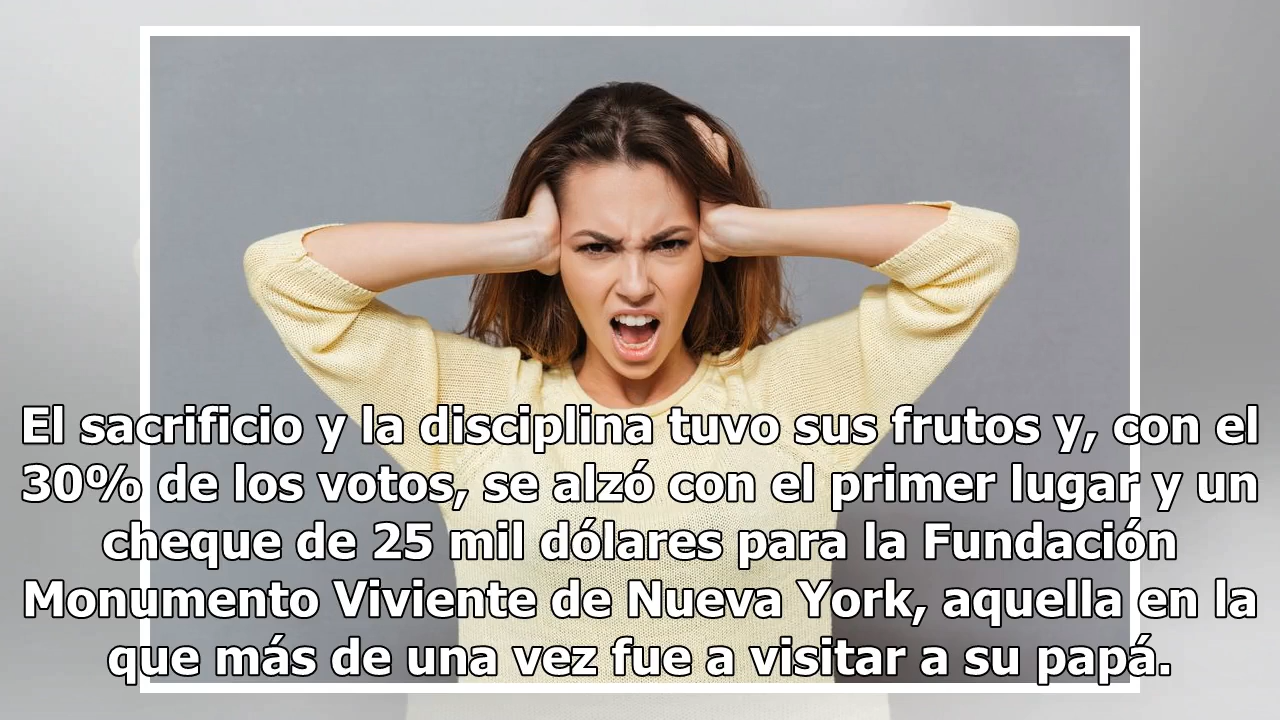 El sacrificio y la disciplina tuvo sus frutos y, con el
30% de los votos, se alzó con el primer lugar y un
cheque de 25 mil dólares para la Fundación
Monumento Viviente de Nueva York, aquella en la
que más de una vez fue a visitar a su papá.